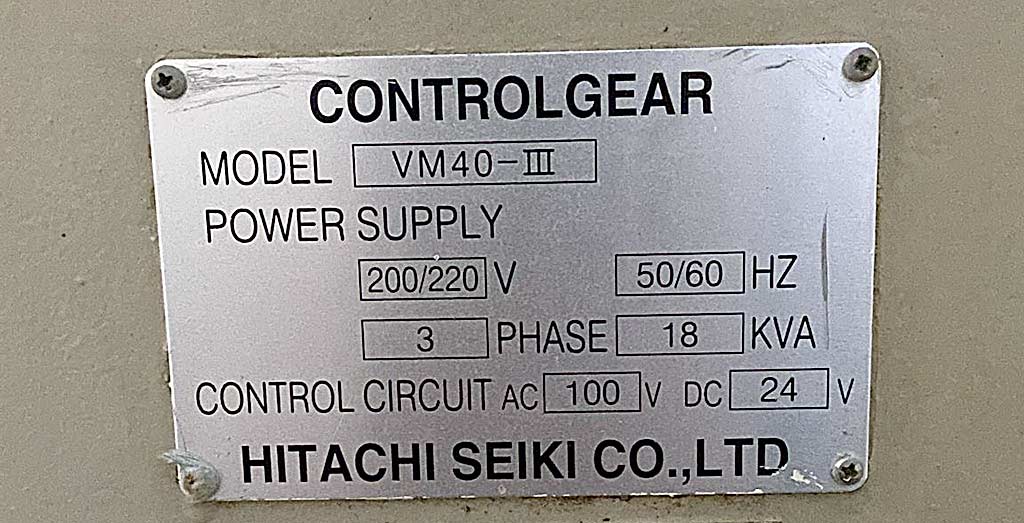 CONTROLGEAR
MODEL VM40-III
POWER SUPPLY
200/220 V 50/60 HZ
3 PHASE 18 KVA
CONTROL CIRCUIT AC 100 V DC 24 V
HITACHI SEIKI CO.,LTD